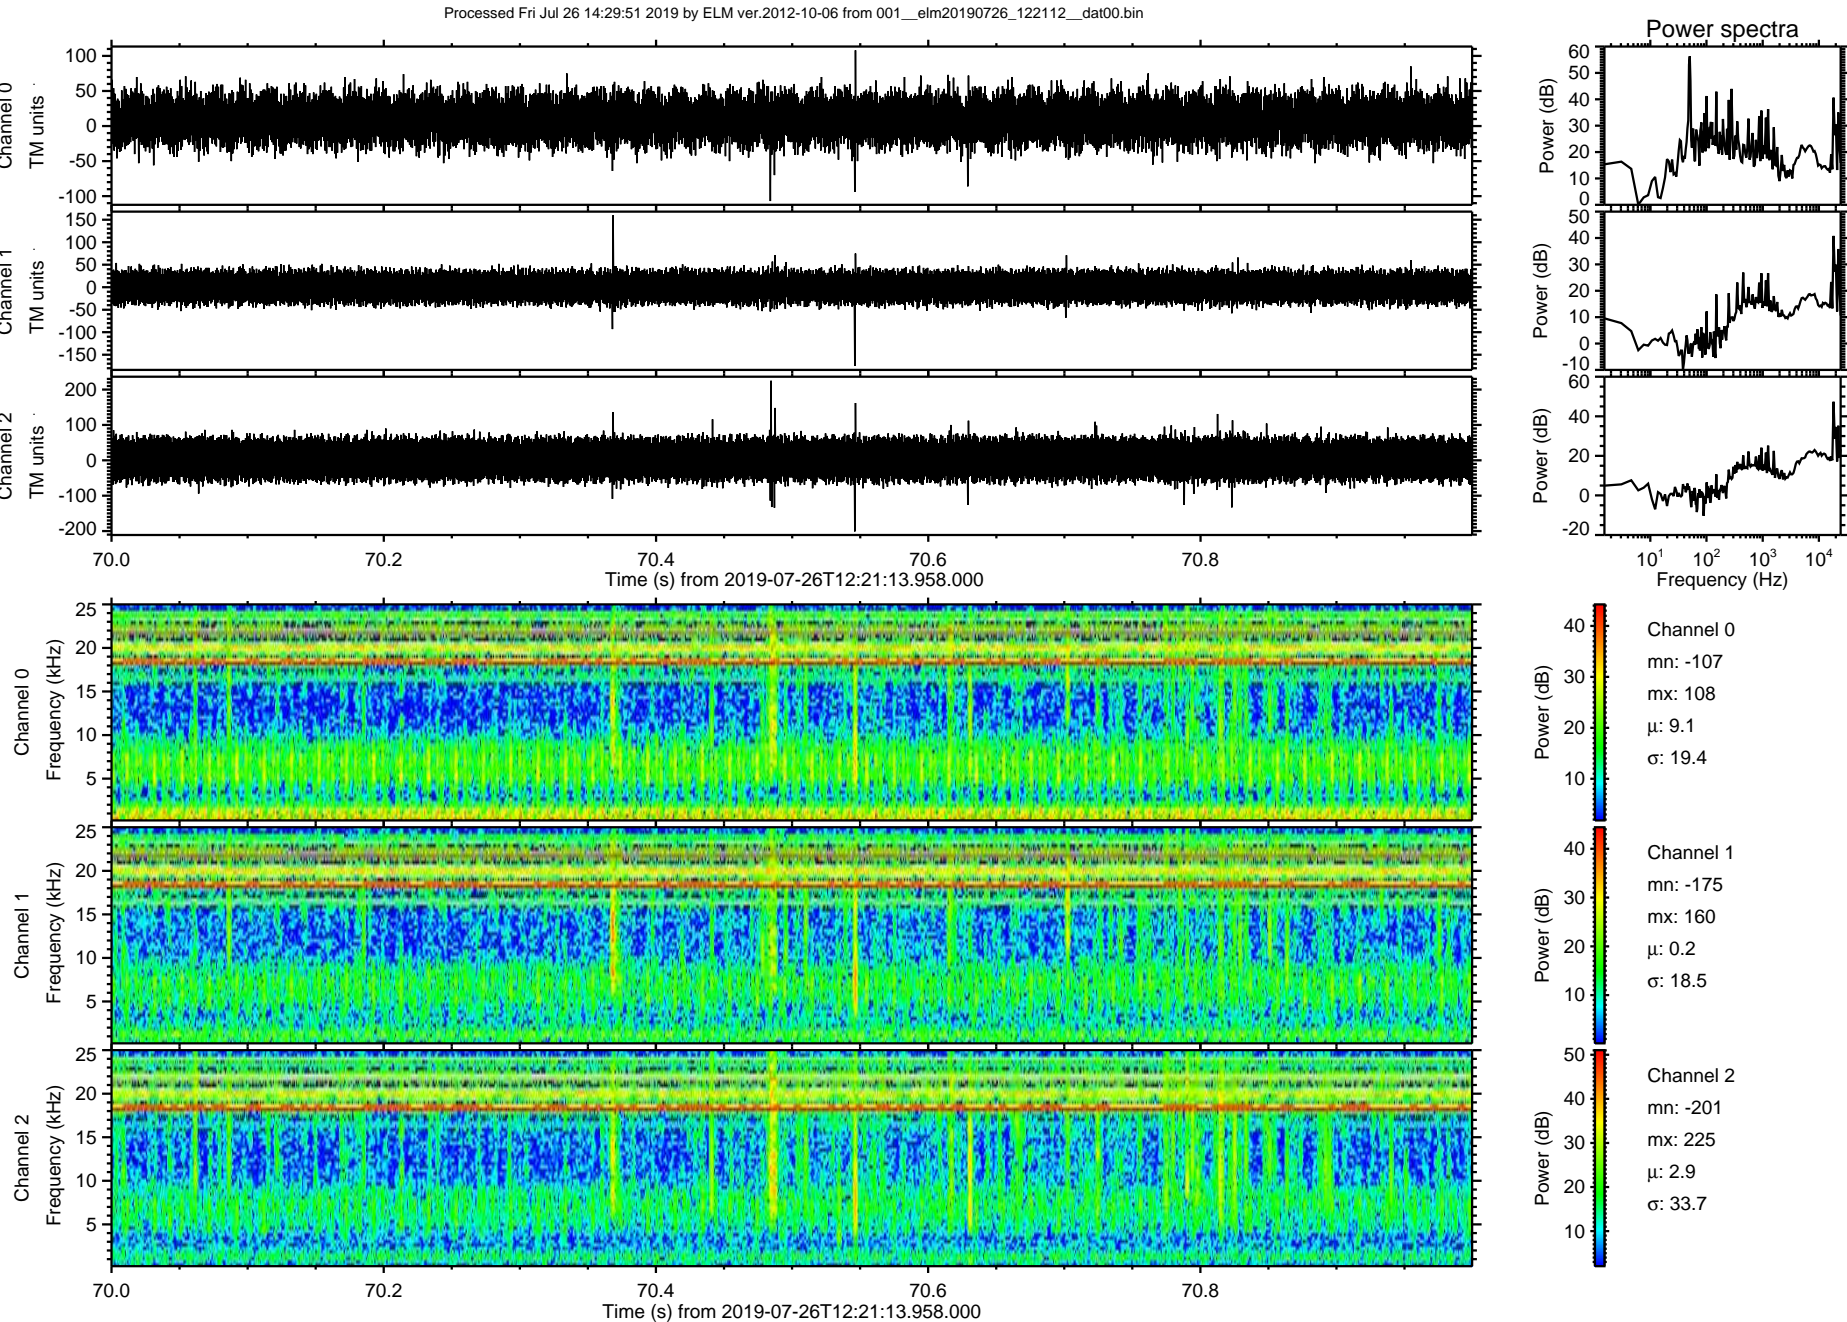 Processed Fri Jul 26 14:29:51 2019 by ELM ver.2012-10-06 from 001__elm20190726_122112__dat00.bin
Power spectra
Channel 0
TM units
100
50
0
-50
-100
Power (dB)
60
50
40
30
20
10
0
Channel 1
TM units
150
100
50
0
-50
-100
-150
Power (dB)
50
40
30
20
10
0
-10
Channel 2
TM units
200
100
0
-100
-200
Power (dB)
60
40
20
0
-20
70.0 70.2 70.4 70.6 70.8
Time (s) from 2019-07-26T12:21:13.958.000
10¹ 10² 10³ 10⁴
Frequency (Hz)
Channel 0
Frequency (kHz)
25
20
15
10
5
Power (dB)
40
30
20
10
Channel 0
mn: -107
mx: 108
μ: 9.1
σ: 19.4
Channel 1
Frequency (kHz)
25
20
15
10
5
Power (dB)
40
30
20
10
Channel 1
mn: -175
mx: 160
μ: 0.2
σ: 18.5
Channel 2
Frequency (kHz)
25
20
15
10
5
Power (dB)
50
40
30
20
10
Channel 2
mn: -201
mx: 225
μ: 2.9
σ: 33.7
70.0 70.2 70.4 70.6 70.8
Time (s) from 2019-07-26T12:21:13.958.000